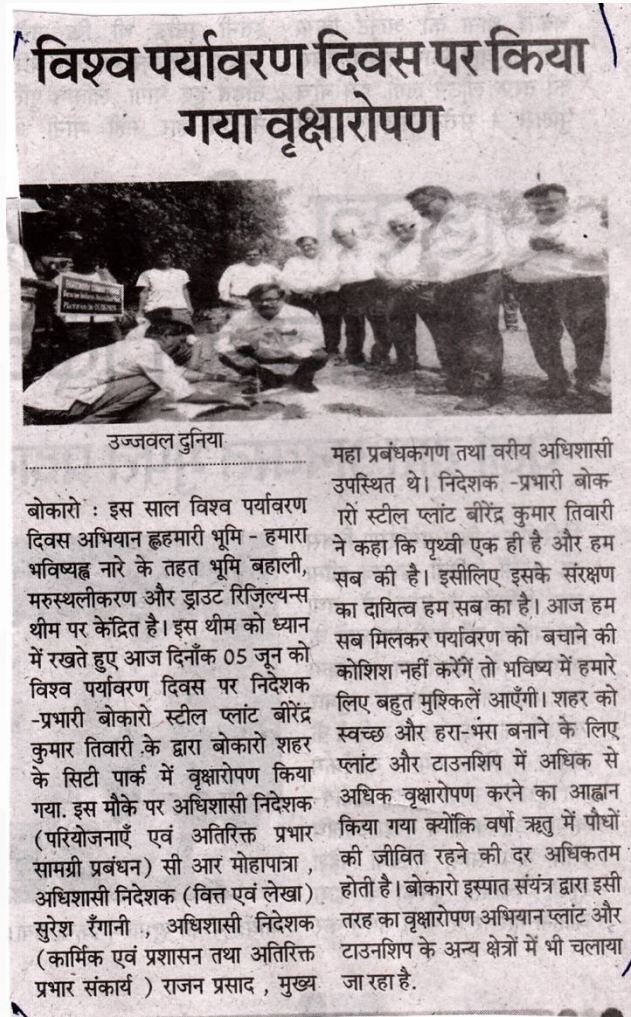 विश्व पर्यावरण दिवस पर किया
गया वृक्षारोपण
उज्जवल दुनिया
बोकारो : इस साल विश्व पर्यावरण
दिवस अभियान ह्नहमारी भूमि - हमारा
भविष्यह्न नारे के तहत भूमि बहाली,
मरुस्थलीकरण और ड्राउट रिज़िल्यन्स
थीम पर केंद्रित है। इस थीम को ध्यान
में रखते हुए आज दिनाँक 05 जून को
विश्व पर्यावरण दिवस पर निदेशक
-प्रभारी बोकारो स्टील प्लांट बीरेंद्र
कुमार तिवारी के द्वारा बोकारो शहर
के सिटी पार्क में वृक्षारोपण किया
गया. इस मौके पर अधिशासी निदेशक
(परियोजनाएँ एवं अतिरिक्त प्रभार
सामग्री प्रबंधन) सी आर मोहापात्रा ,
अधिशासी निदेशक (वित्त एवं लेखा)
सुरेश रँगानी , अधिशासी निदेशक
(कार्मिक एवं प्रशासन तथा अतिरिक्त
प्रभार संकार्य ) राजन प्रसाद , मुख्य
महा प्रबंधकगण तथा वरीय अधिशासी
उपस्थित थे। निदेशक -प्रभारी बोक-
ारो स्टील प्लांट बीरेंद्र कुमार तिवारी
ने कहा कि पृथ्वी एक ही है और हम
सब की है। इसीलिए इसके संरक्षण
का दायित्व हम सब का है। आज हम
सब मिलकर पर्यावरण को बचाने की
कोशिश नहीं करेंगें तो भविष्य में हमारे
लिए बहुत मुश्किलें आएँगी। शहर को
स्वच्छ और हरा-भरा बनाने के लिए
प्लांट और टाउनशिप में अधिक से
अधिक वृक्षारोपण करने का आह्वान
किया गया क्योंकि वर्षा ऋतु में पौधों
की जीवित रहने की दर अधिकतम
होती है। बोकारो इस्पात संयंत्र द्वारा इसी
तरह का वृक्षारोपण अभियान प्लांट और
टाउनशिप के अन्य क्षेत्रों में भी चलाया
जा रहा है.